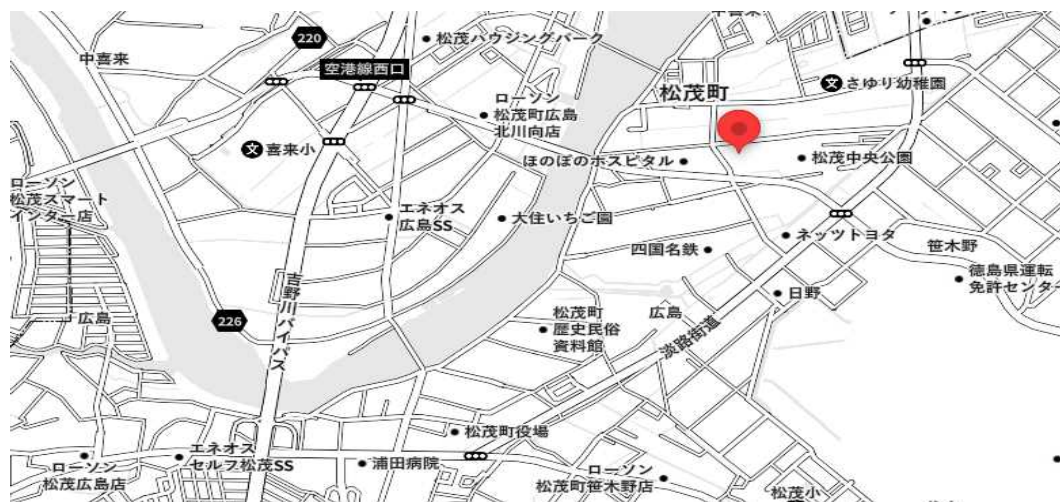 中喜来
220
空港線西口
松茂ハウジングパーク
ローソン
松茂町広島
北川向店
文
喜来小
ローソン
松茂スマート
インター店
エネオス
広島SS
大住いちご園
ほのぼのホスピタル
松茂町
文
さゆり幼稚園
松茂中央公園
ネッツトヨタ
四国名鉄
笹木野
徳島県運転
免許センター
日野
広島
淡路街道
松茂町
歴史民俗
資料館
吉野川バイパス
226
広島
松茂町役場
エネオス
セルフ松茂SS
浦田病院
ローソン
松茂広島店
ローソン
松茂町笹木野店
松茂小